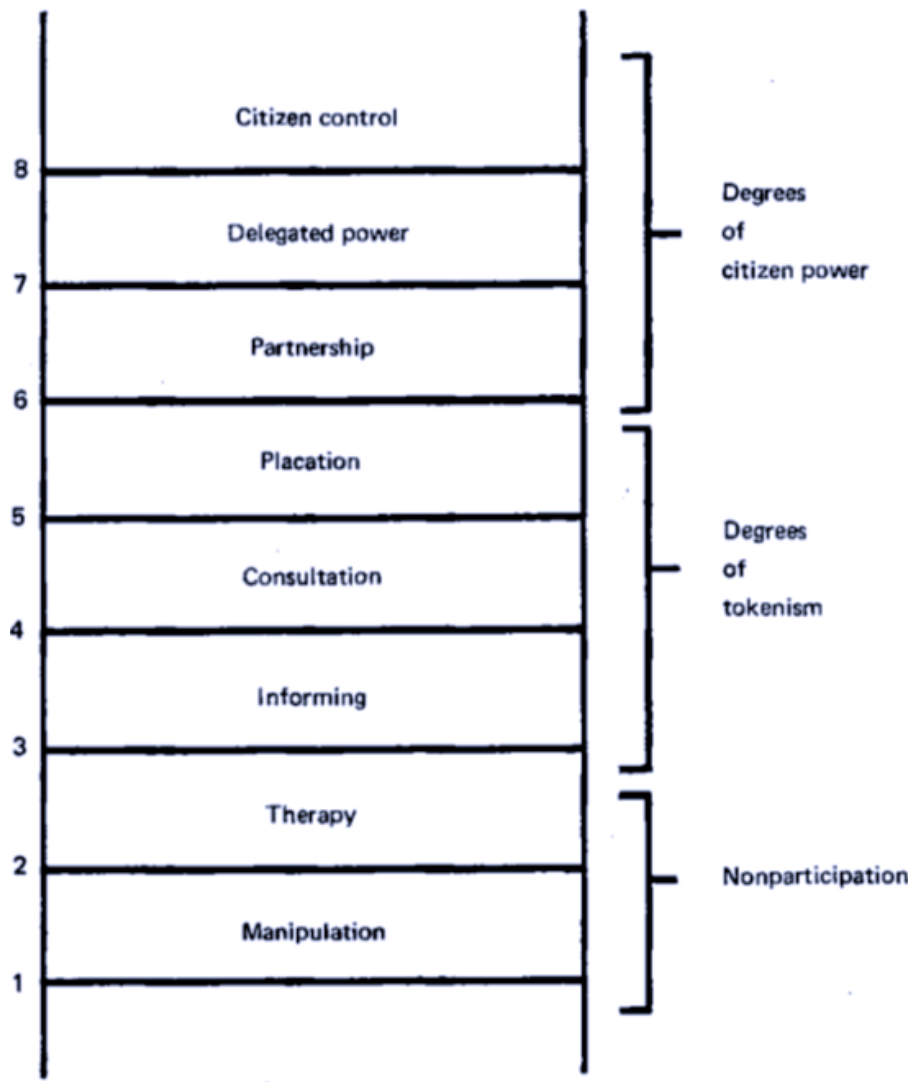 Citizen control
8
Delegated power
7
Partnership
6
Placation
5
Consultation
4
Informing
3
Therapy
2
Manipulation
1
Degrees
of
citizen power
Degrees
of
tokenism
Nonparticipation